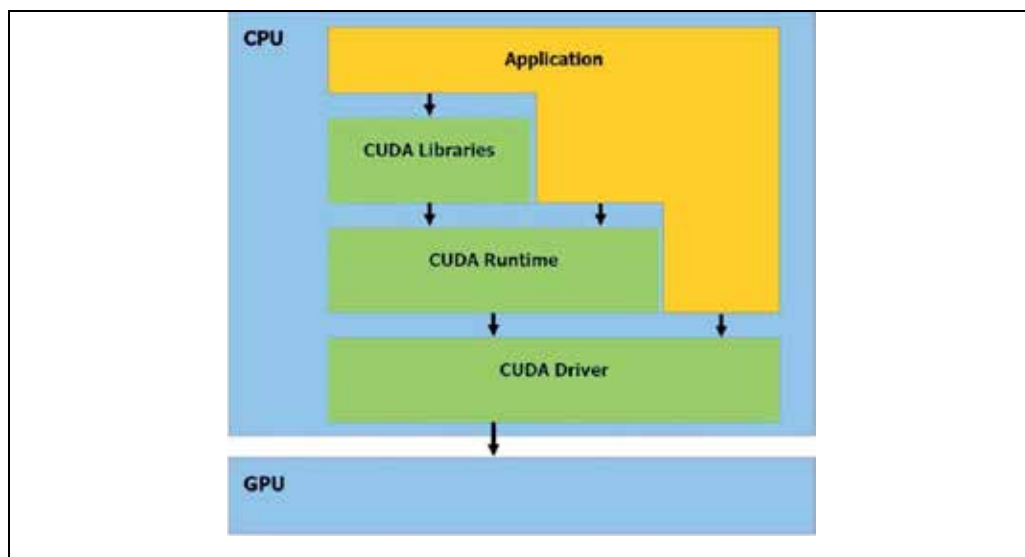 CPU
Application
CUDA Libraries
CUDA Runtime
CUDA Driver
GPU